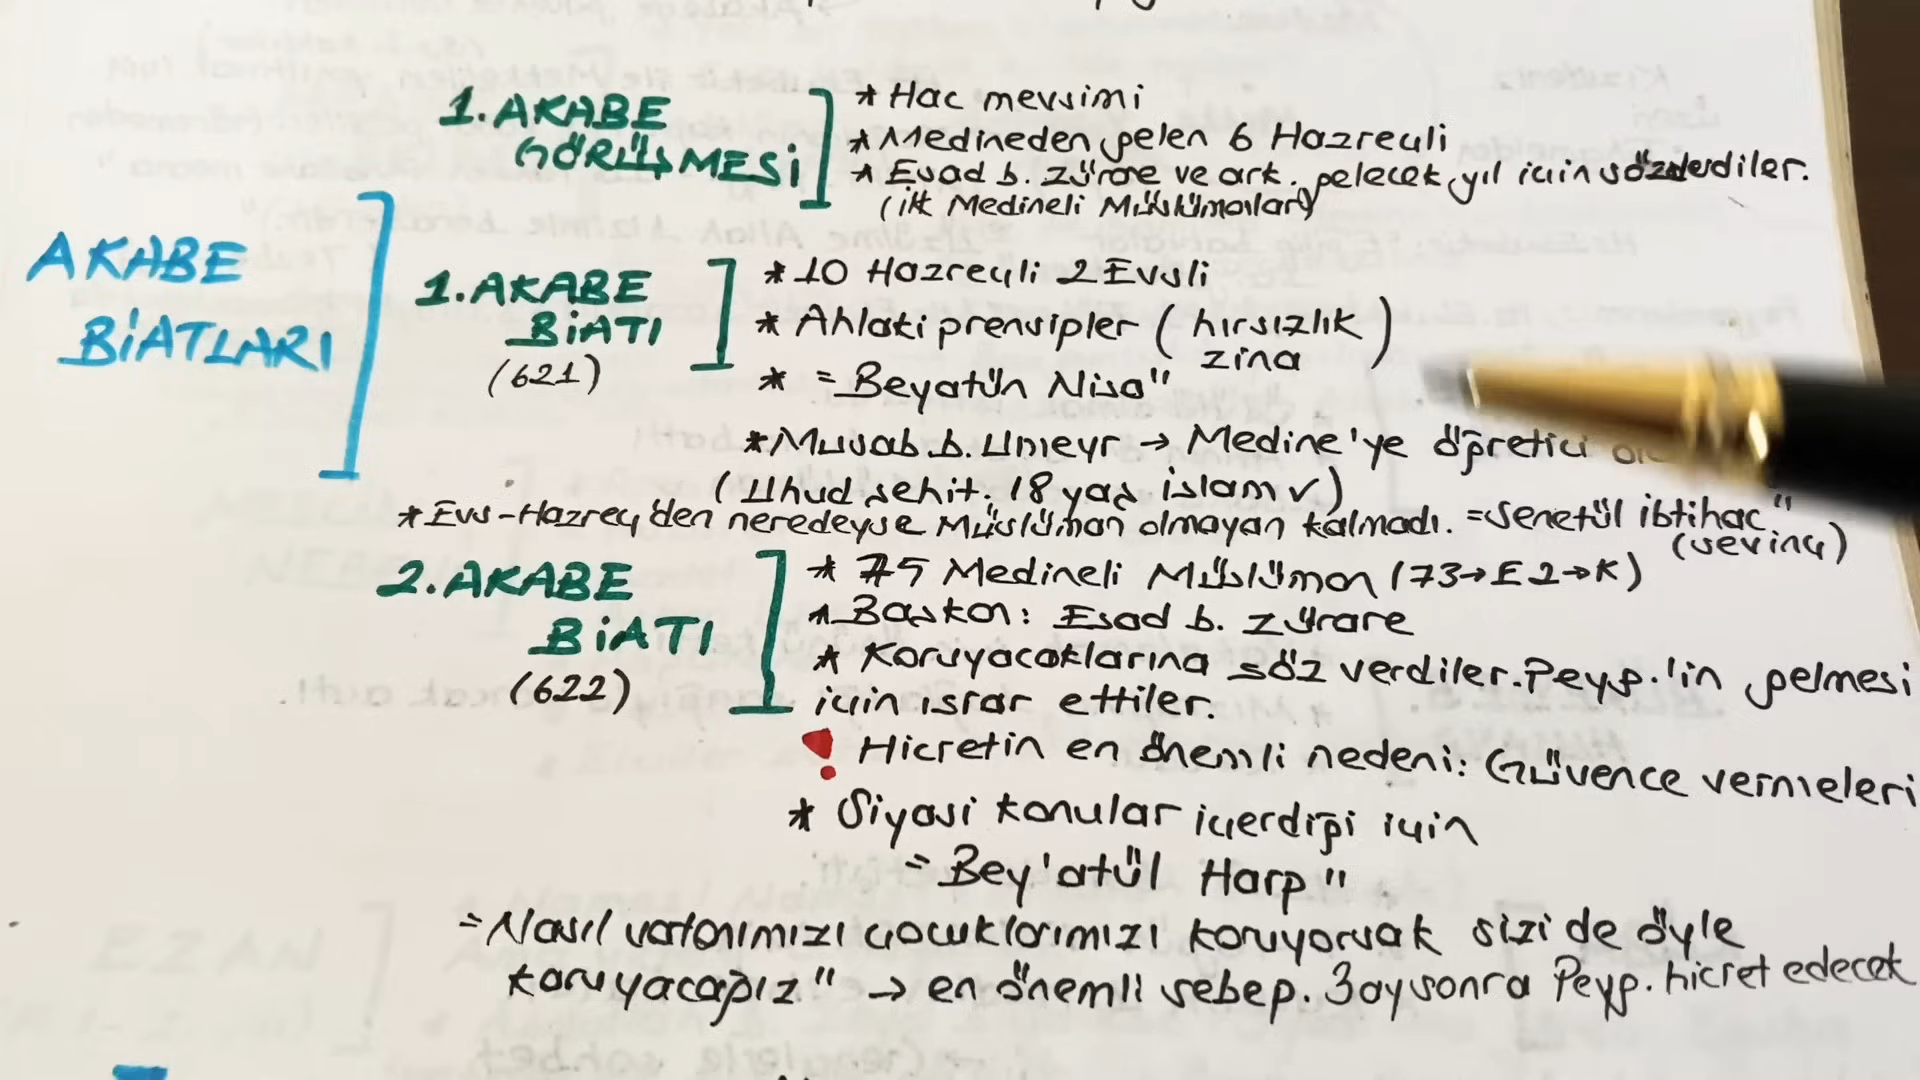 AKABE
BİATLARI
1. AKABE
GÖRÜŞMESİ
* Hac mevsimi
* Medineden gelen 6 Hazreçli
* Esad b. zürare ve ark. gelecek yıl için söz verdiler.
(ilk Medineli Müslümanlar)
1. AKABE
BİATI
(621)
* 10 Hazreçli 2 Evsli
* Ahlaki prensipler (hırsızlık
zina)
* "Beyatün Nisa"
* Musab b. Umeyr → Medine'ye öğretici
(Uhud şehit. 18 yaş İslam v)
* Evs-Hazreç'den neredeyse Müslüman olmayan kalmadı. "Senetül ibtihac"
(sevinç)
2. AKABE
BİATI
(622)
* 75 Medineli Müslüman (73→E 2→K)
* Başkan: Esad b. zürare
* Koruyacaklarına söz verdiler. Peyg.'in gelmesi
için ısrar ettiler.
! Hicretin en önemli nedeni: Güvence vermeleri
* Siyasi konular içerdiği için
"Bey'atül Harp"
"Nasıl vatanımızı çocuklarımızı koruyorsak sizi de öyle
koruyacağız" → en önemli sebep. 3 ay sonra Peyg. hicret edecek